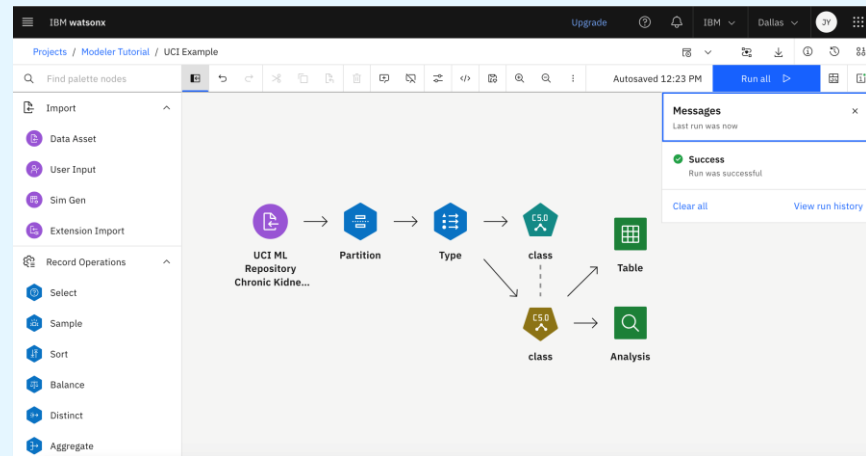 IBM watsonx
Upgrade
IBM
Dallas
JY
Projects / Modeler Tutorial / UCI Example
Find palette nodes
Autosaved 12:23 PM
Run all
Import
Data Asset
User Input
Sim Gen
Extension Import
Record Operations
Select
Sample
Sort
Balance
Distinct
Aggregate
UCI ML
Repository
Chronic Kidne...
Partition
Type
C5.0
class
C5.0
class
Table
Analysis
Messages
Last run was now
Success
Run was successful
Clear all
View run history